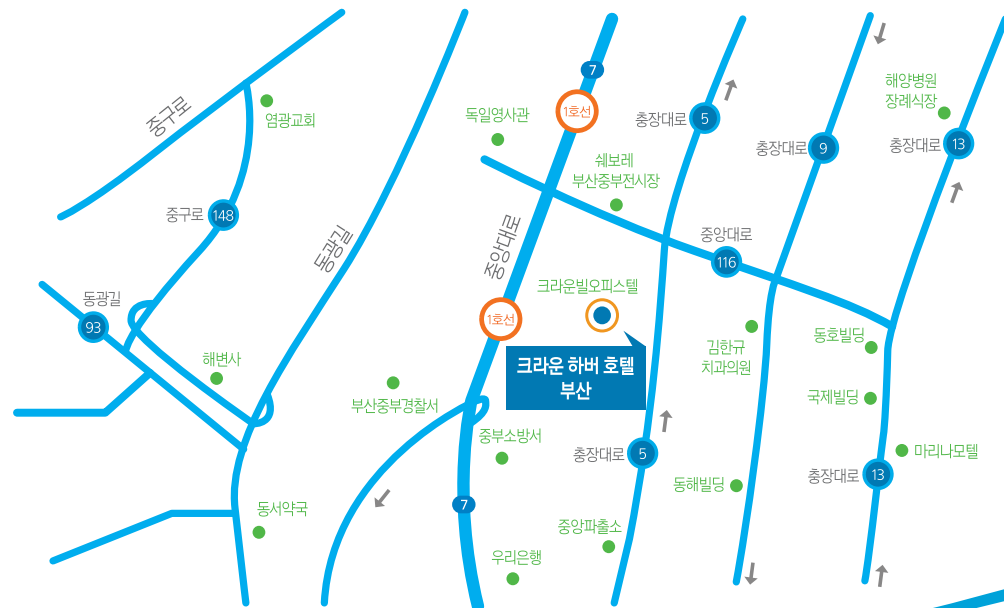 중구로
염광교회
중구로
148
동광길
동광길
93
해변사
동서약국
7
1호선
독일영사관
쉐보레
부산중부전시장
중앙대로
크라운빌오피스텔
1호선
크라운 하버 호텔
부산
부산중부경찰서
중부소방서
7
우리은행
충장대로
5
충장대로
9
해양병원
장례식장
충장대로
13
중앙대로
116
김한규
치과의원
동호빌딩
국제빌딩
마리나모텔
충장대로
5
동해빌딩
충장대로
13
중앙파출소